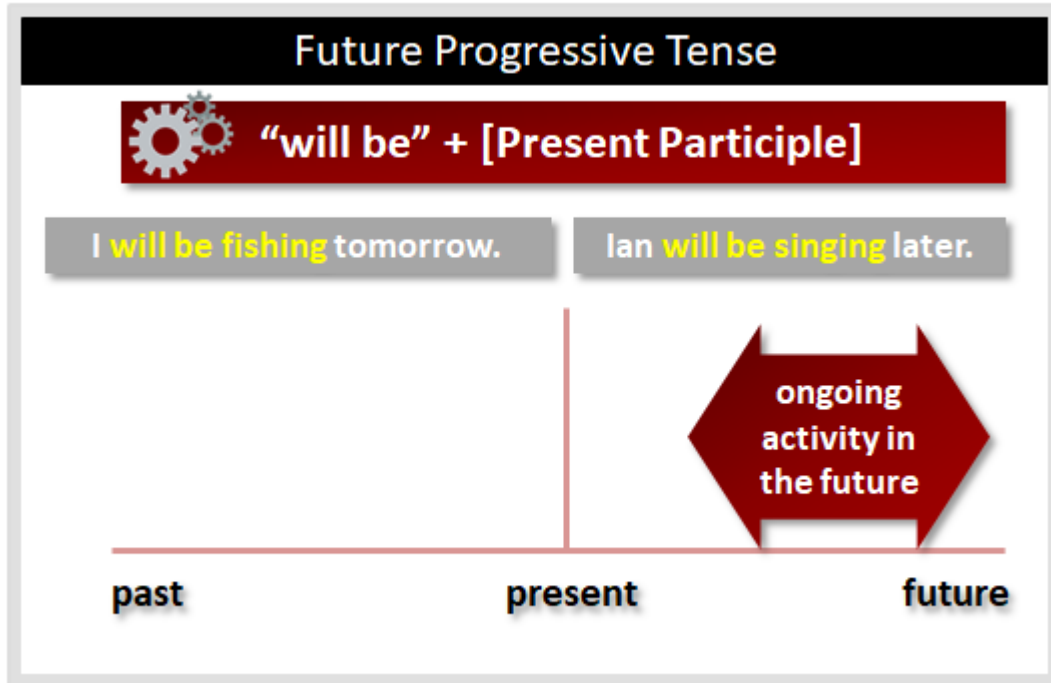 Future Progressive Tense
“will be” + [Present Participle]
I will be fishing tomorrow.
Ian will be singing later.
ongoing
activity in
the future
past
present
future